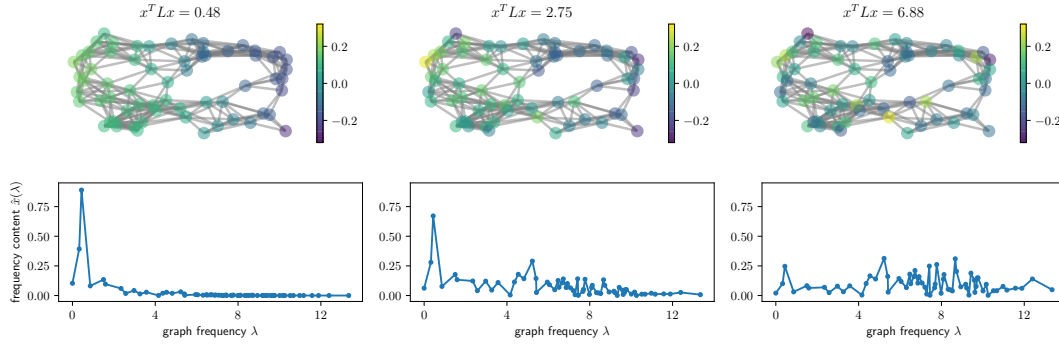 $x^T L x = 0.48$
$x^T L x = 2.75$
$x^T L x = 6.88$
0.2
0.0
−0.2
0.2
0.0
−0.2
0.2
0.0
−0.2
frequency content $\hat{x}(\lambda)$
0.75
0.50
0.25
0.00
0 4 8 12
graph frequency λ
0.75
0.50
0.25
0.00
0 4 8 12
graph frequency λ
0.75
0.50
0.25
0.00
0 4 8 12
graph frequency λ